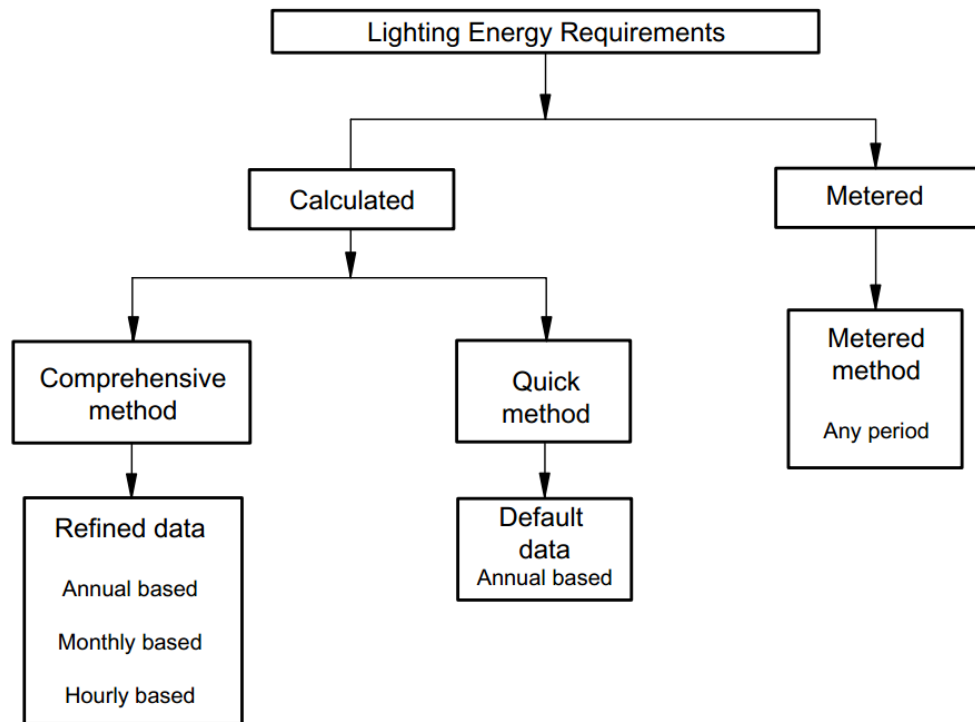 Lighting Energy Requirements
Calculated
Metered
Comprehensive
method
Quick
method
Metered
method
Any period
Refined data
Annual based
Monthly based
Hourly based
Default
data
Annual based